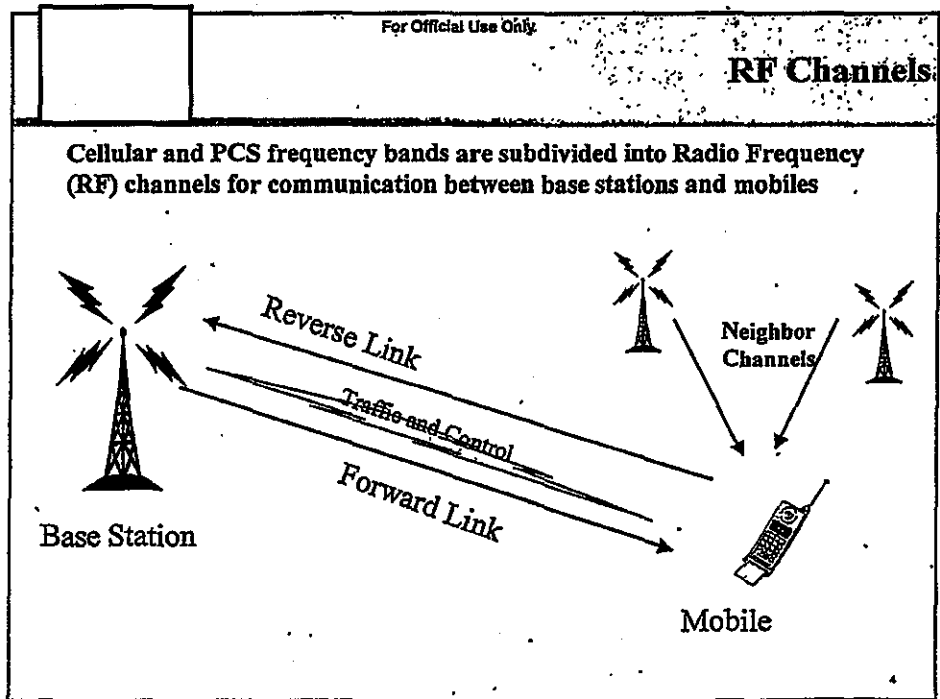 For Official Use Only
RF Channels
Cellular and PCS frequency bands are subdivided into Radio Frequency
(RF) channels for communication between base stations and mobiles
Reverse Link
Neighbor
Channels
Traffic and Control
Forward Link
Base Station
Mobile
4